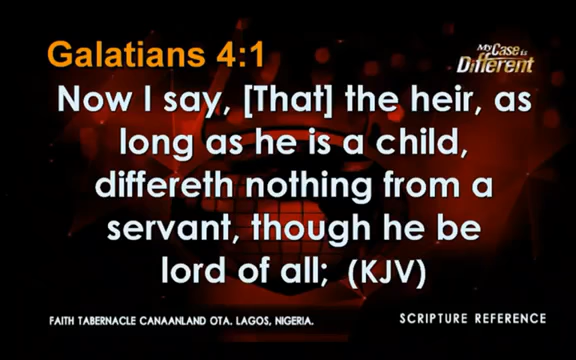 Galatians 4:1
My Case is
Different
Now I say, [That] the heir, as
long as he is a child,
differeth nothing from a
servant, though he be
lord of all; (KJV)
FAITH TABERNACLE CANAANLAND OTA. LAGOS, NIGERIA.
SCRIPTURE REFERENCE